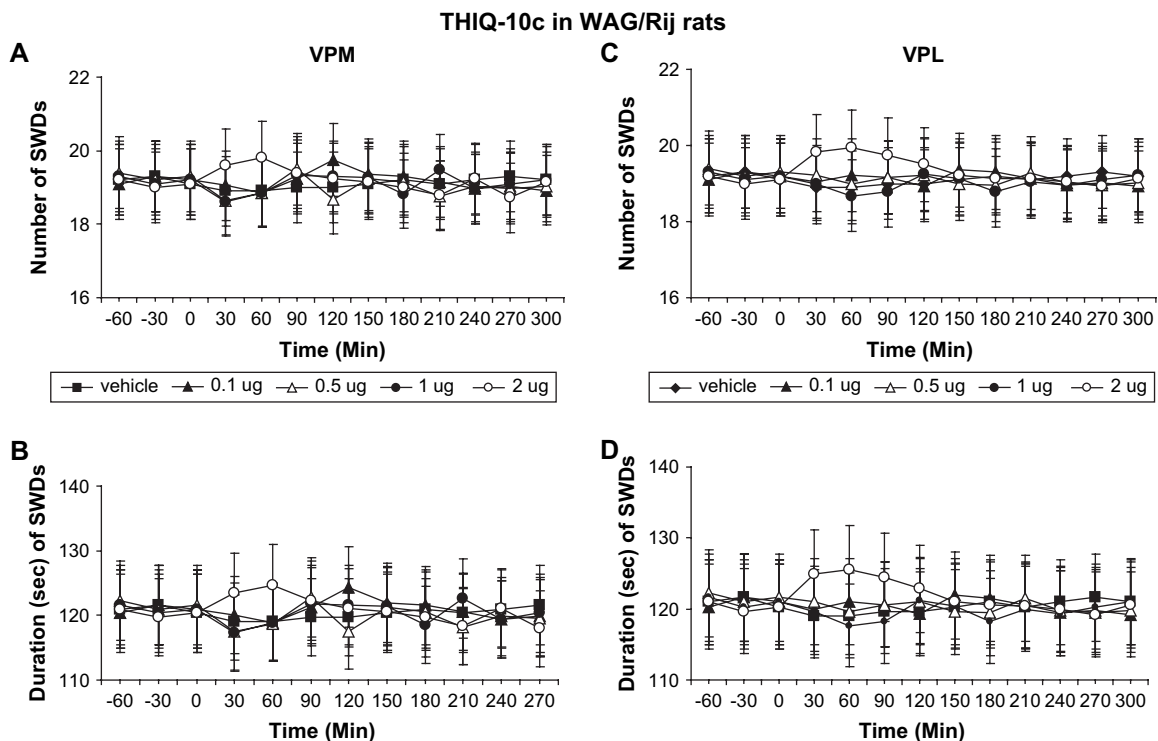 THIQ-10c in WAG/Rij rats
A
VPM
Number of SWDs
22
20
18
16
-60 -30 0 30 60 90 120 150 180 210 240 270 300
Time (Min)
vehicle 0.1 ug 0.5 ug 1 ug 2 ug
C
VPL
Number of SWDs
22
20
18
16
-60 -30 0 30 60 90 120 150 180 210 240 270 300
Time (Min)
vehicle 0.1 ug 0.5 ug 1 ug 2 ug
B
Duration (sec) of SWDs
140
130
120
110
-60 -30 0 30 60 90 120 150 180 210 240 270
Time (Min)
D
Duration (sec) of SWDs
140
130
120
110
-60 -30 0 30 60 90 120 150 180 210 240 270 300
Time (Min)